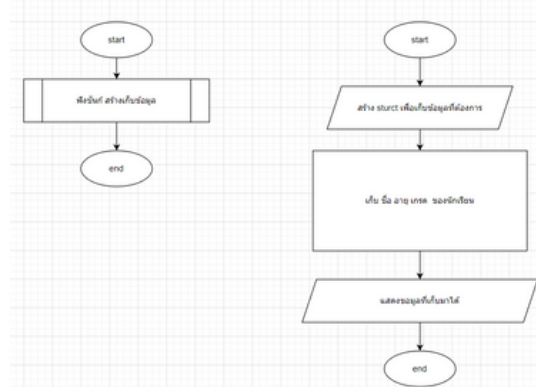 start
ฟังชันก์ สร้างเก็บข้อมูล
end
start
สร้าง sturct เพื่อเก็บข้อมูลที่ต้องการ
เก็บ ชื่อ อายุ เกรด ของนักเรียน
แสดงขอมูลที่เก็บมาได้
end